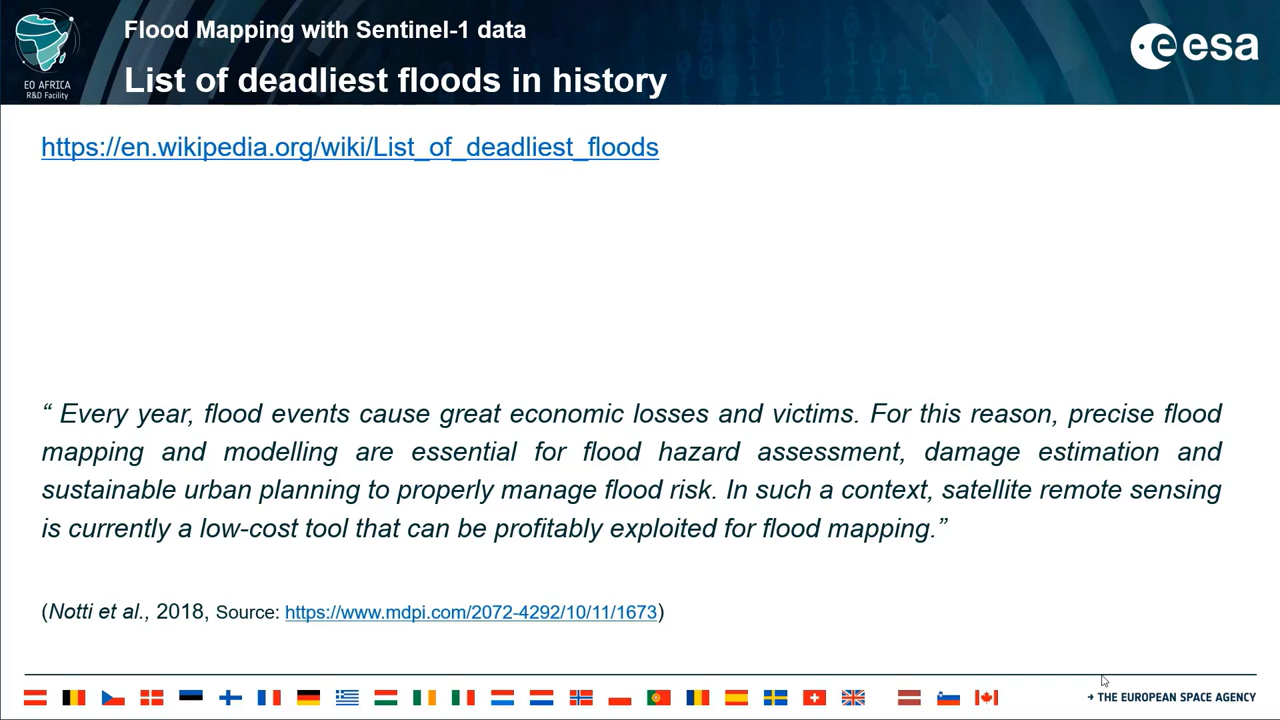 Flood Mapping with Sentinel-1 data
List of deadliest floods in history
EO AFRICA
R&D Facility
esa
https://en.wikipedia.org/wiki/List_of_deadliest_floods
“ Every year, flood events cause great economic losses and victims. For this reason, precise flood
mapping and modelling are essential for flood hazard assessment, damage estimation and
sustainable urban planning to properly manage flood risk. In such a context, satellite remote sensing
is currently a low-cost tool that can be profitably exploited for flood mapping.”
(Notti et al., 2018, Source: https://www.mdpi.com/2072-4292/10/11/1673)
→ THE EUROPEAN SPACE AGENCY